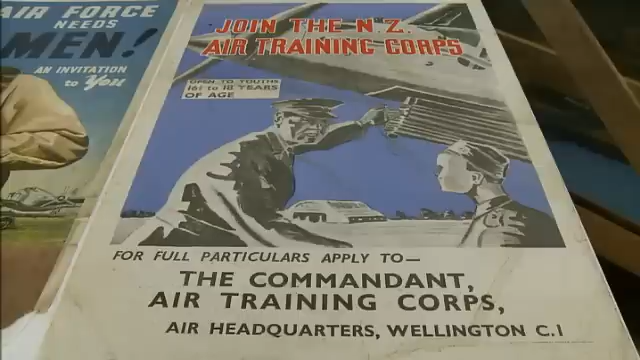 AIR FORCE
NEEDS
MEN!
AN INVITATION
to You
JOIN THE N.Z.
AIR TRAINING CORPS
OPEN TO YOUTHS
16¼ to 18 YEARS
OF AGE
FOR FULL PARTICULARS APPLY TO—
THE COMMANDANT,
AIR TRAINING CORPS,
AIR HEADQUARTERS, WELLINGTON C.1